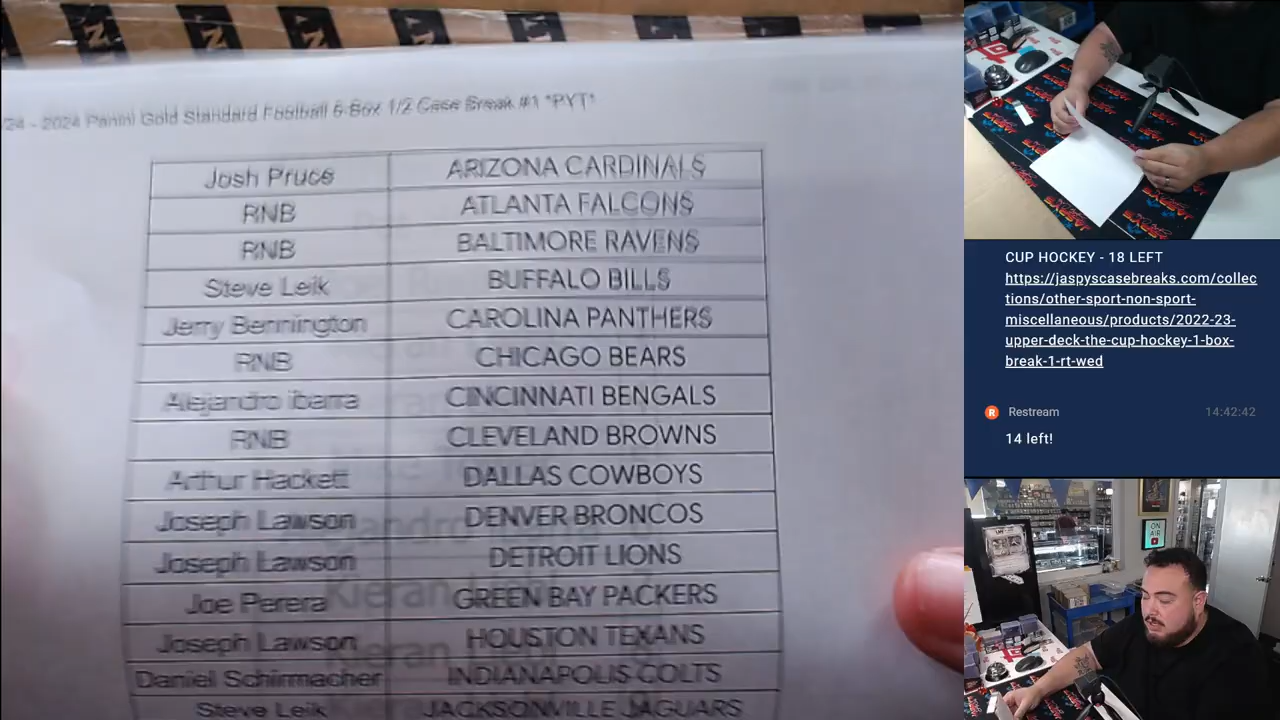 /24 - 2024 Panini Gold Standard Football 6-Box 1/2 Case Break #1 *PYT*
Josh Pruce ARIZONA CARDINALS
RNB ATLANTA FALCONS
RNB BALTIMORE RAVENS
Steve Leik BUFFALO BILLS
Jerry Bennington CAROLINA PANTHERS
RNB CHICAGO BEARS
Alejandro ibarra CINCINNATI BENGALS
RNB CLEVELAND BROWNS
Arthur Hackett DALLAS COWBOYS
Joseph Lawson DENVER BRONCOS
Joseph Lawson DETROIT LIONS
Joe Perera GREEN BAY PACKERS
Joseph Lawson HOUSTON TEXANS
Daniel Schirmacher INDIANAPOLIS COLTS
Steve Leik JACKSONVILLE JAGUARS
CUP HOCKEY - 18 LEFT
https://jaspyscasebreaks.com/collec
tions/other-sport-non-sport-
miscellaneous/products/2022-23-
upper-deck-the-cup-hockey-1-box-
break-1-rt-wed
R Restream 14:42:42
14 left!
ON
AIR